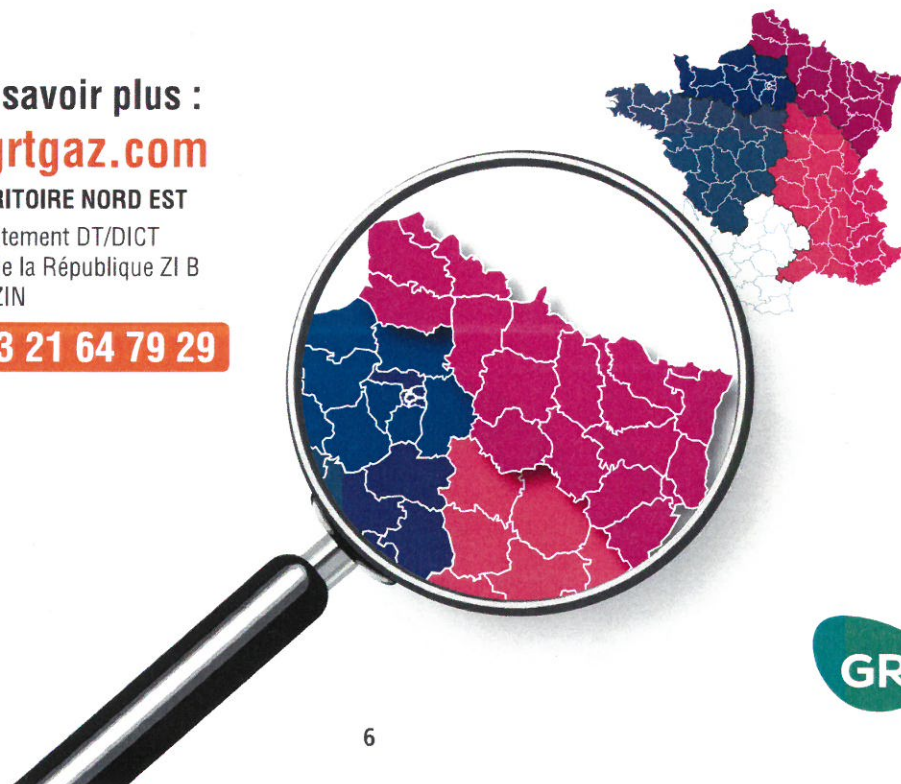 savoir plus :
grtgaz.com
RITOIRE NORD EST
tement DT/DICT
e la République ZI B
ZIN
3 21 64 79 29
GR
6